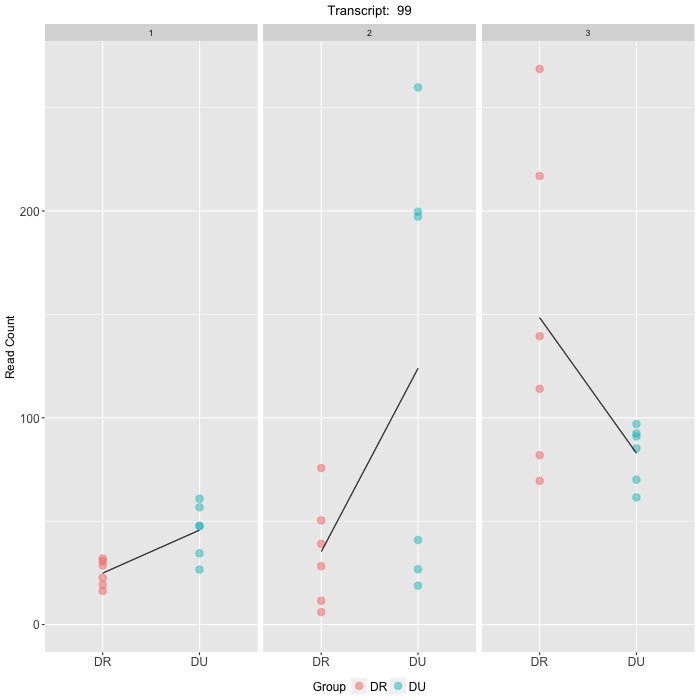 Transcript:  99
1 2 3
200
100
0
Read Count
DR DU DR DU DR DU
Group DR DU